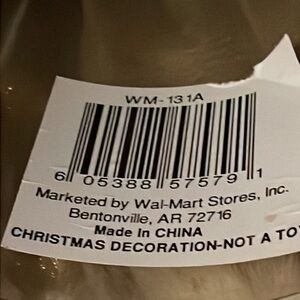 WM-131A
6 05388 57579 1
Marketed by Wal-Mart Stores, Inc.
Bentonville, AR 72716
Made In CHINA
CHRISTMAS DECORATION-NOT A TO